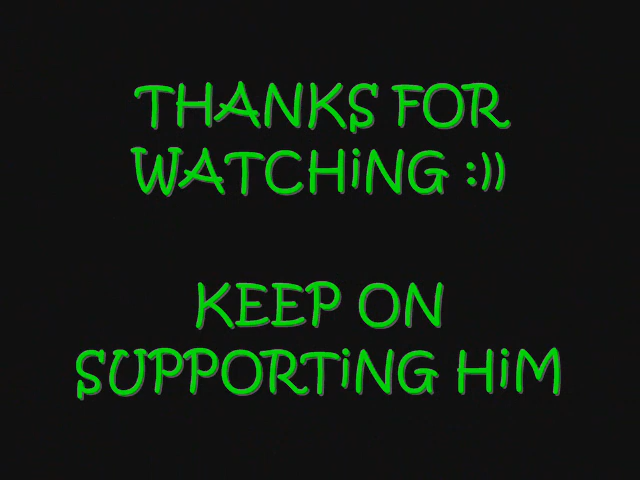 THANKS FOR
WATCHiNG :))
KEEP ON
SUPPORTiNG HiM